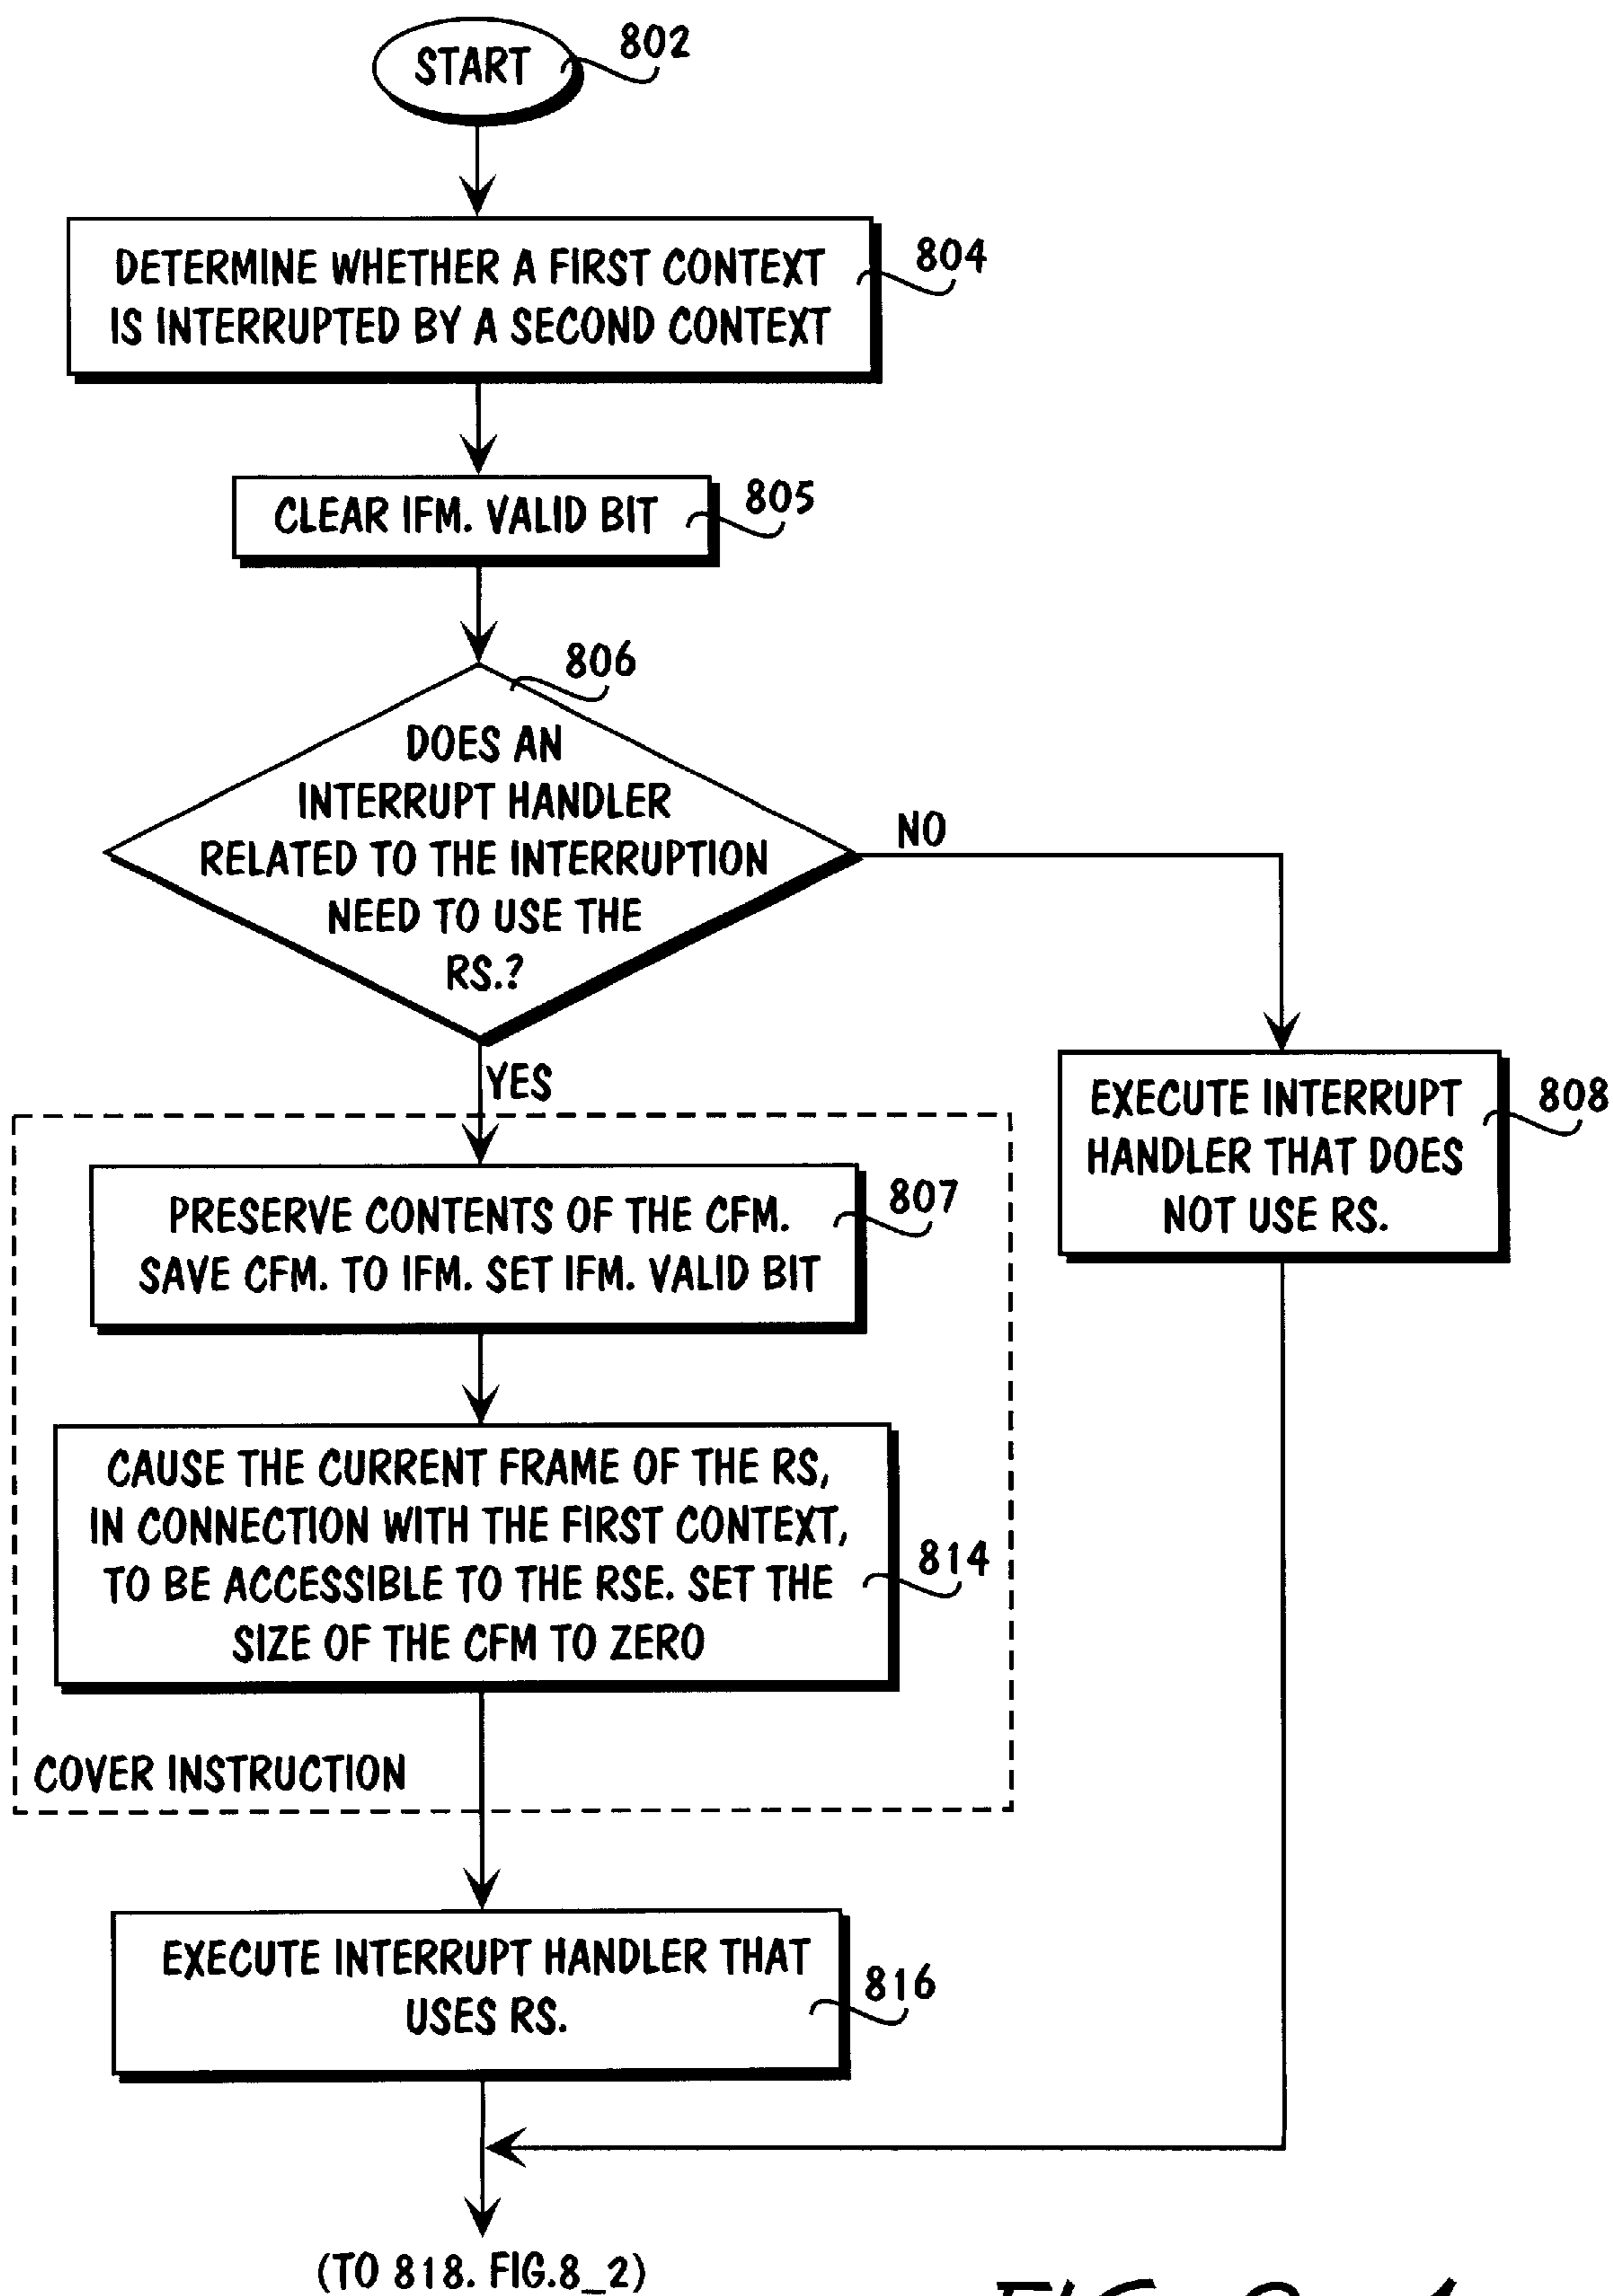 START
802
DETERMINE WHETHER A FIRST CONTEXT
IS INTERRUPTED BY A SECOND CONTEXT
804
CLEAR IFM. VALID BIT
805
806
DOES AN
INTERRUPT HANDLER
RELATED TO THE INTERRUPTION
NEED TO USE THE
RS.?
NO
YES
EXECUTE INTERRUPT
HANDLER THAT DOES
NOT USE RS.
808
PRESERVE CONTENTS OF THE CFM.
SAVE CFM. TO IFM. SET IFM. VALID BIT
807
CAUSE THE CURRENT FRAME OF THE RS,
IN CONNECTION WITH THE FIRST CONTEXT,
TO BE ACCESSIBLE TO THE RSE. SET THE
SIZE OF THE CFM TO ZERO
814
COVER INSTRUCTION
EXECUTE INTERRUPT HANDLER THAT
USES RS.
816
(TO 818. FIG.8_2)